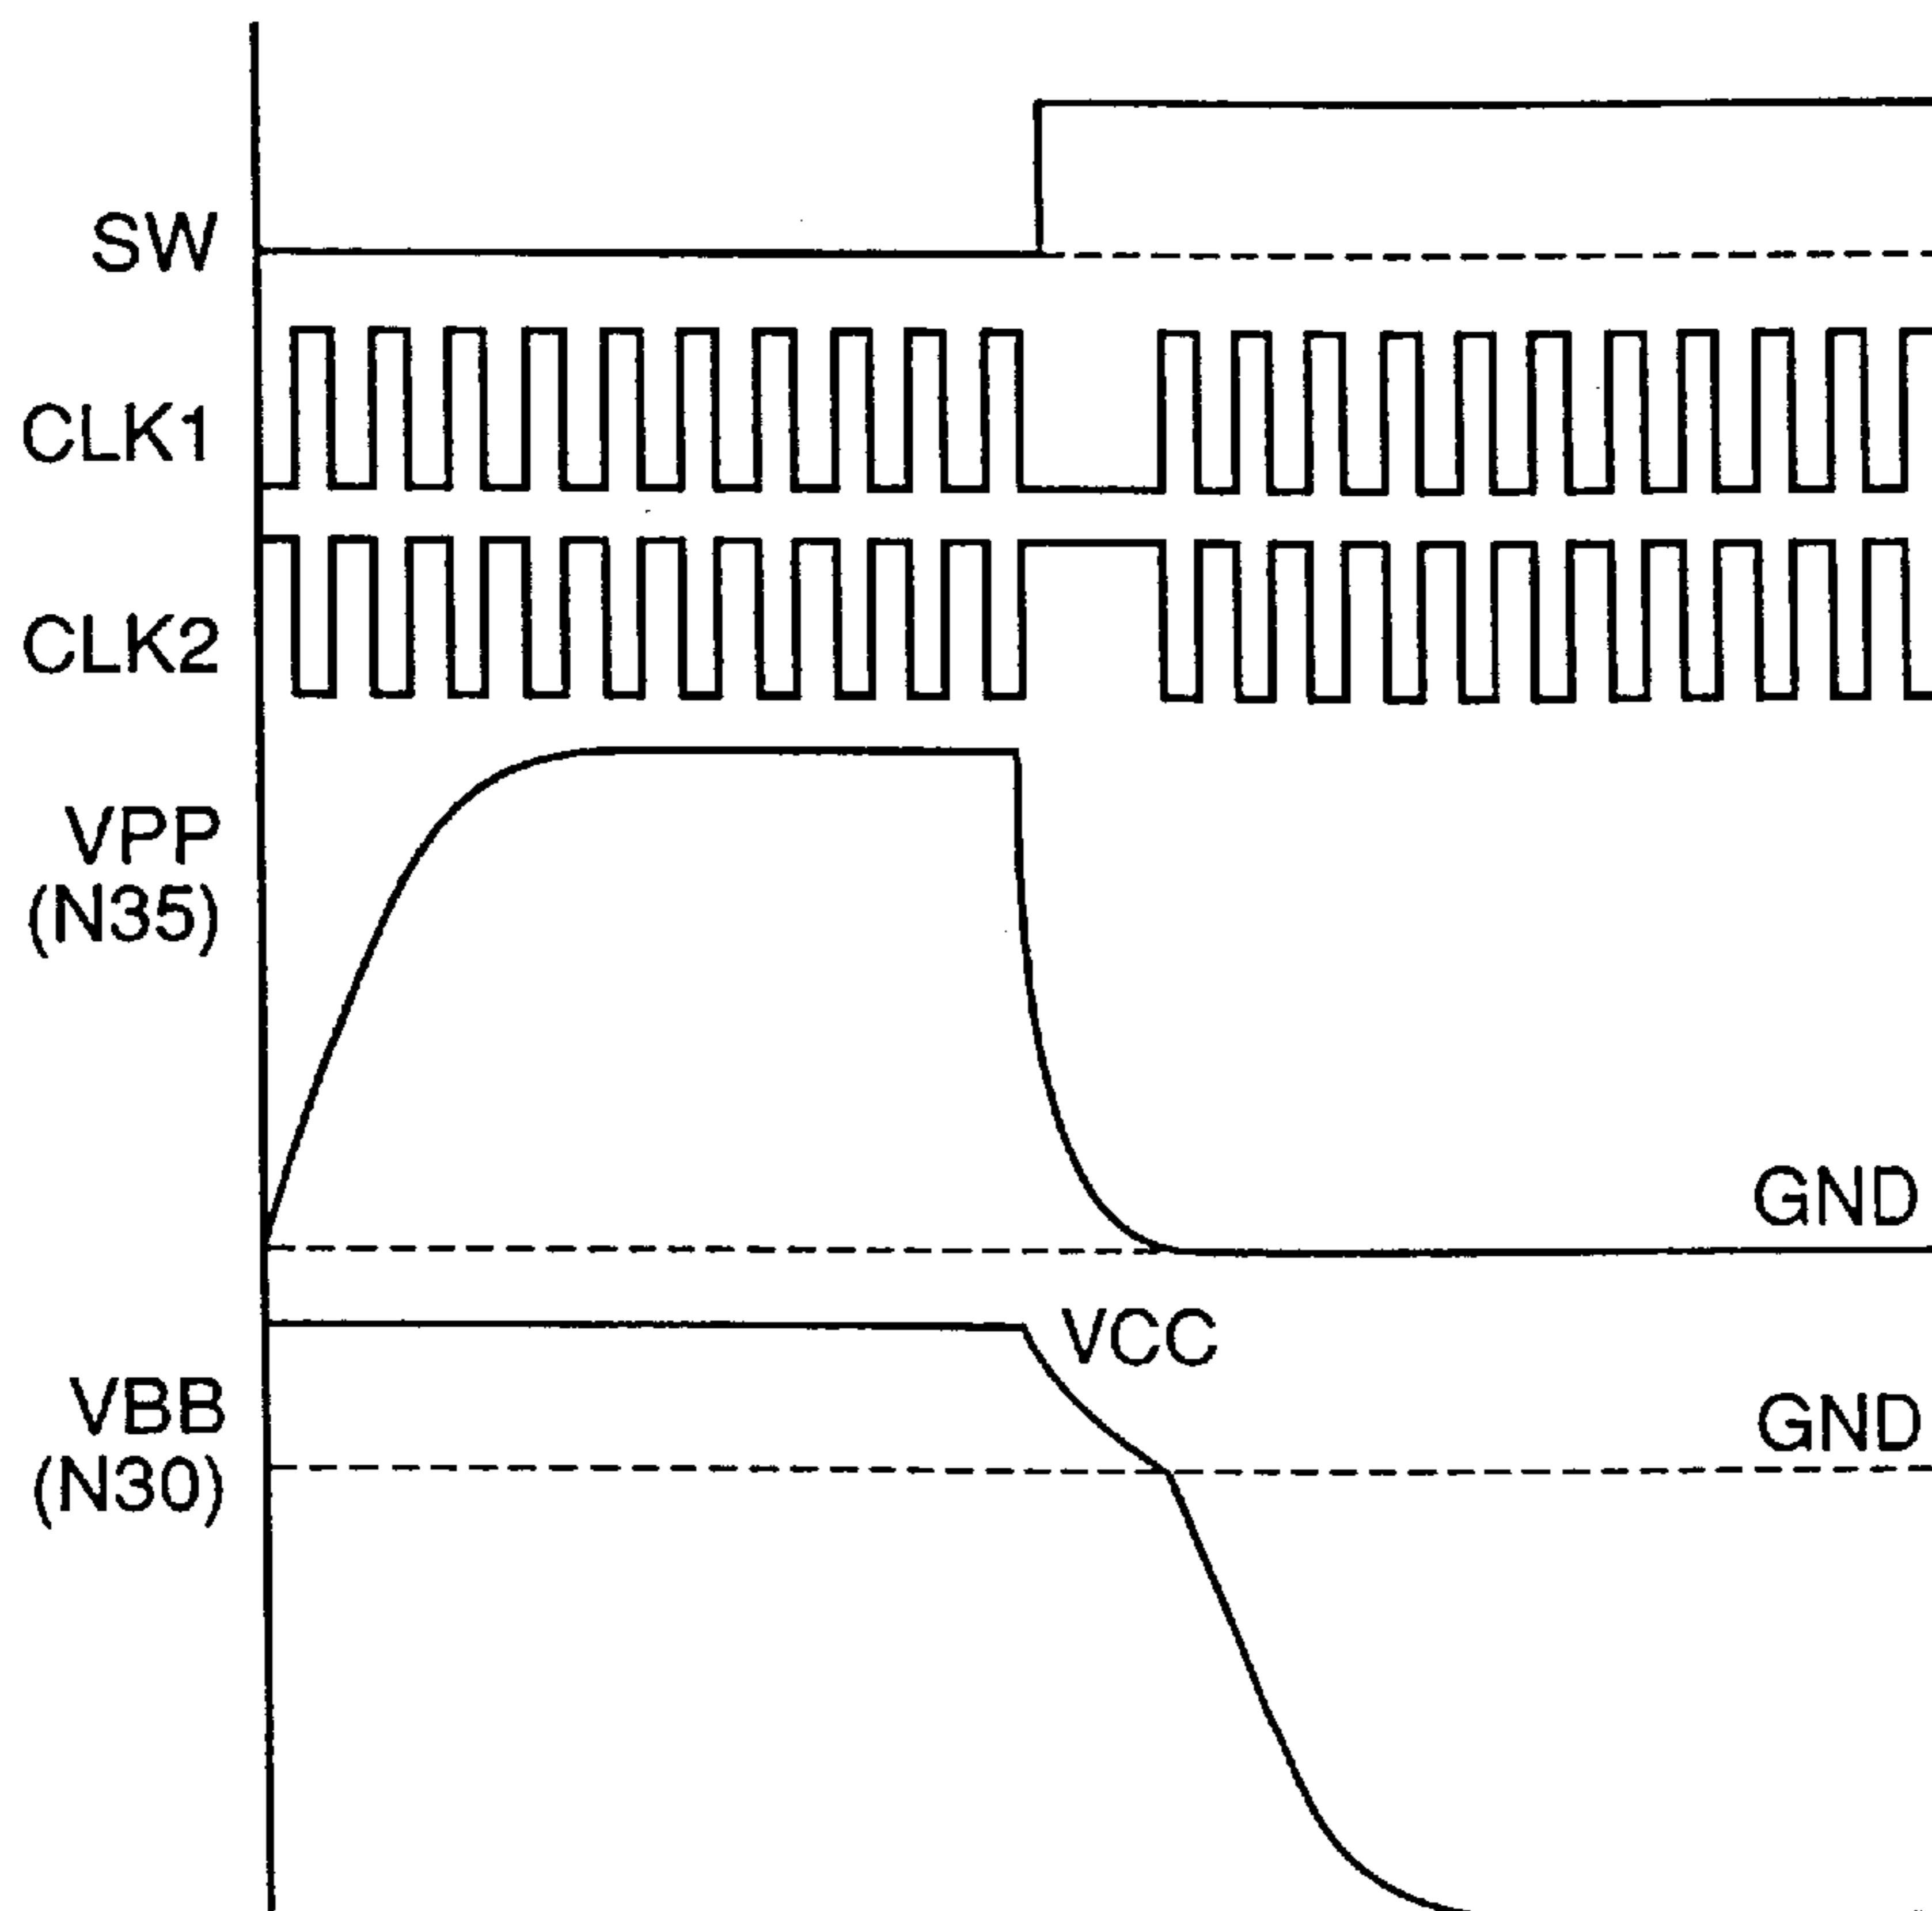 SW
CLK1
CLK2
VPP
(N35)
GND
VCC
VBB
(N30)
GND